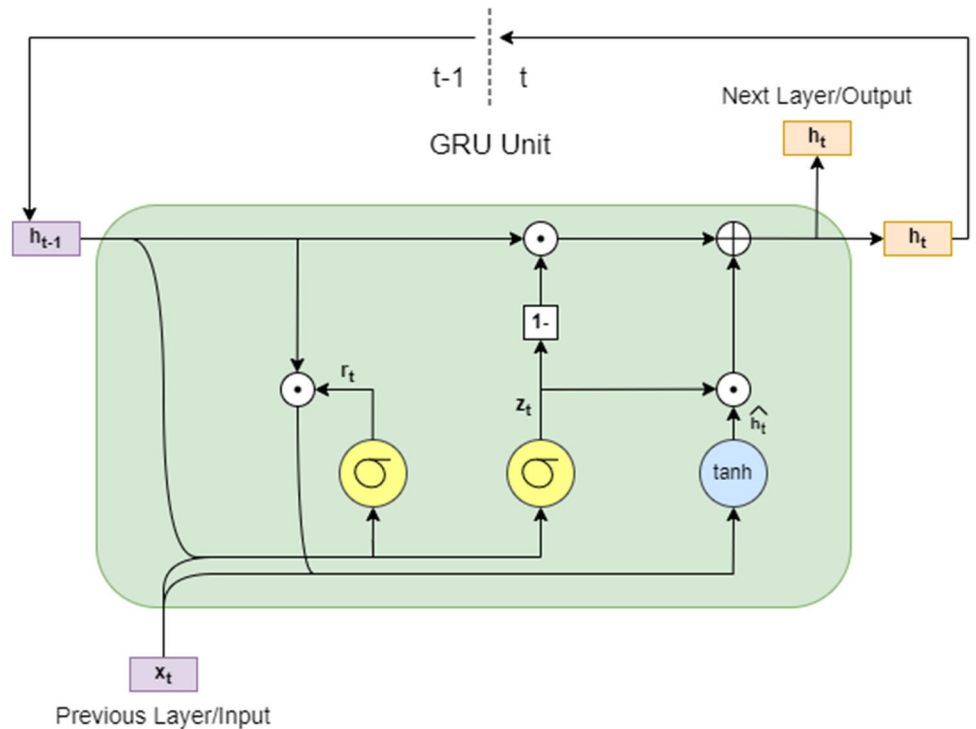 t-1 t
Next Layer/Output
hₜ
GRU Unit
hₜ₋₁
hₜ
1-
rₜ
zₜ
ĥₜ
σ
σ
tanh
xₜ
Previous Layer/Input